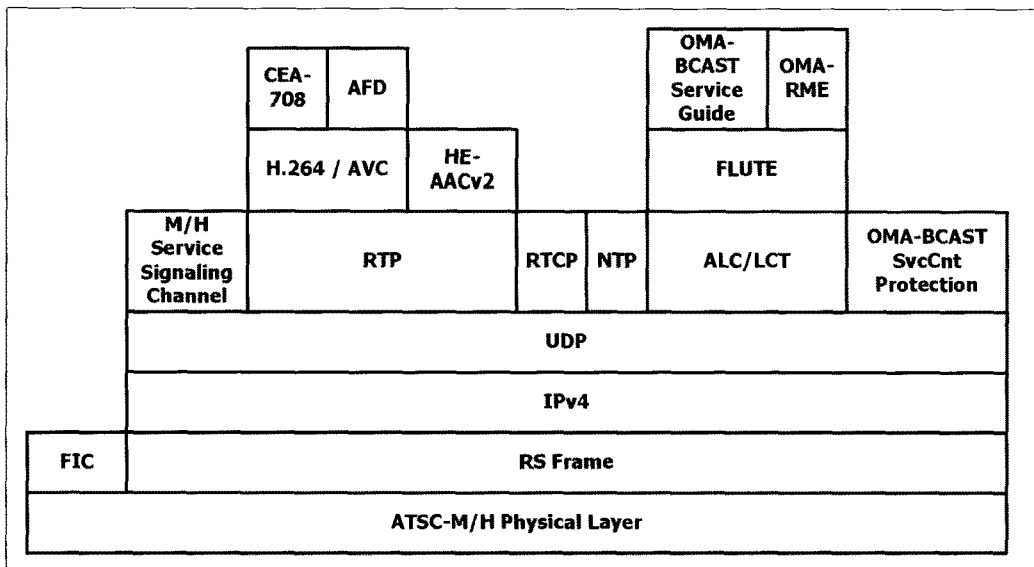 CEA-
708
AFD
OMA-
BCAST
Service
Guide
OMA-
RME
H.264 / AVC
HE-
AACv2
FLUTE
M/H
Service
Signaling
Channel
RTP
RTCP
NTP
ALC/LCT
OMA-BCAST
SvcCnt
Protection
UDP
IPv4
FIC
RS Frame
ATSC-M/H Physical Layer